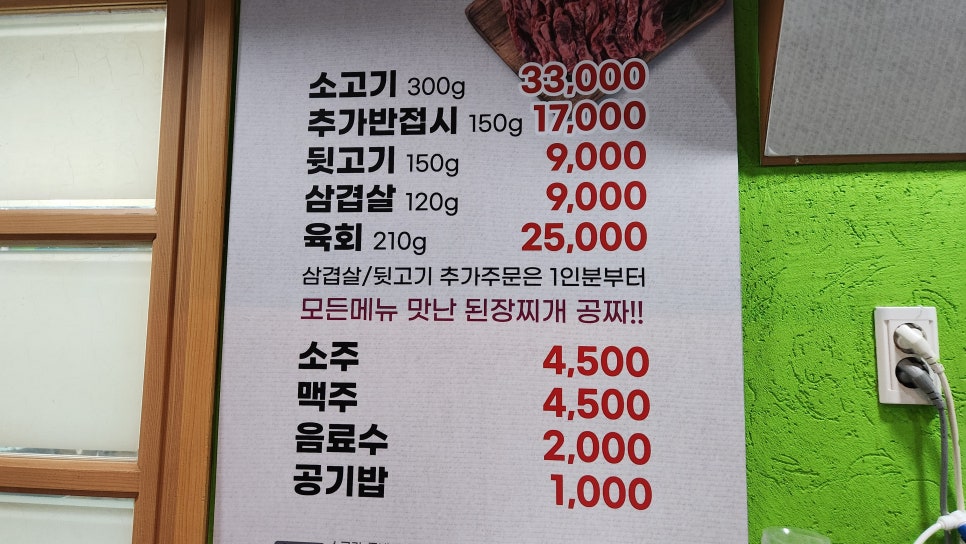 소고기 300g 33,000
추가반접시 150g 17,000
뒷고기 150g 9,000
삼겹살 120g 9,000
육회 210g 25,000
삼겹살/뒷고기 추가주문은 1인분부터
모든메뉴 맛난 된장찌개 공짜!!
소주 4,500
맥주 4,500
음료수 2,000
공기밥 1,000